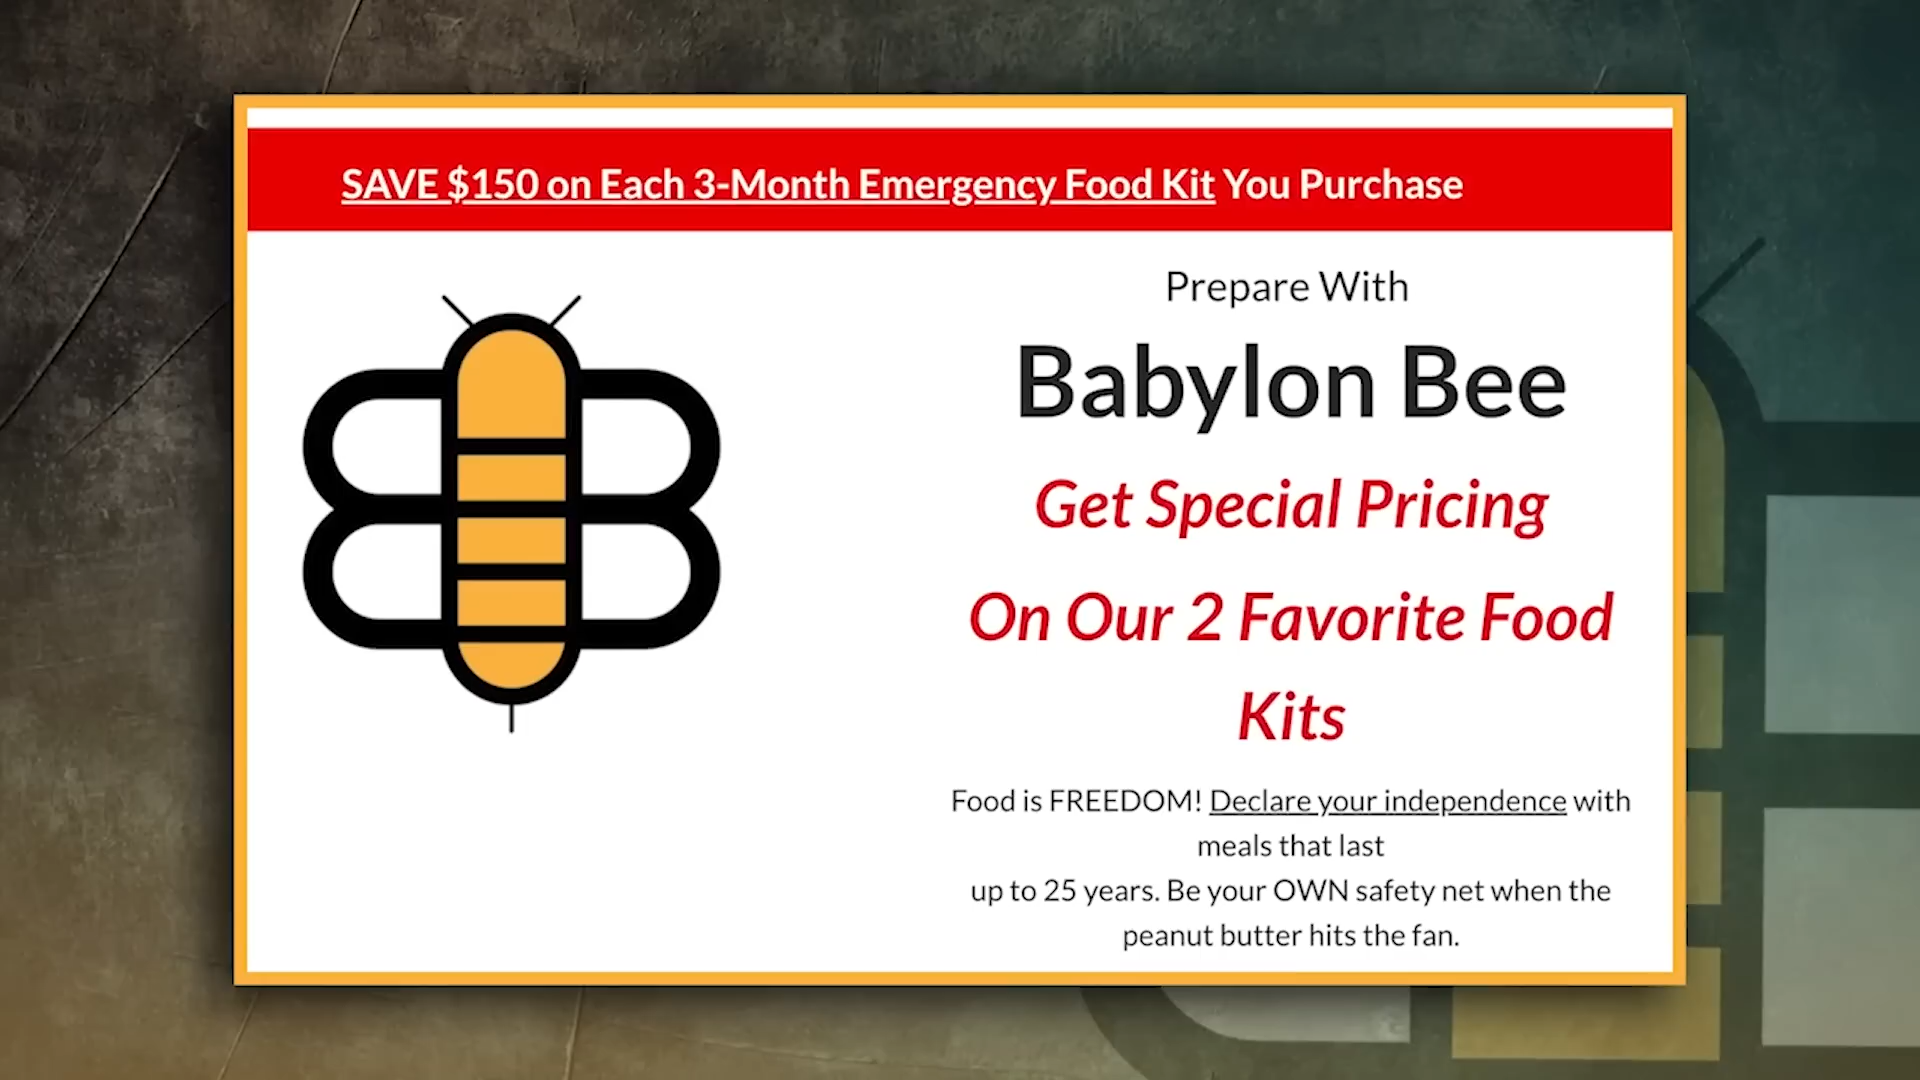 SAVE $150 on Each 3-Month Emergency Food Kit You Purchase
Prepare With
Babylon Bee
Get Special Pricing
On Our 2 Favorite Food
Kits
Food is FREEDOM! Declare your independence with
meals that last
up to 25 years. Be your OWN safety net when the
peanut butter hits the fan.